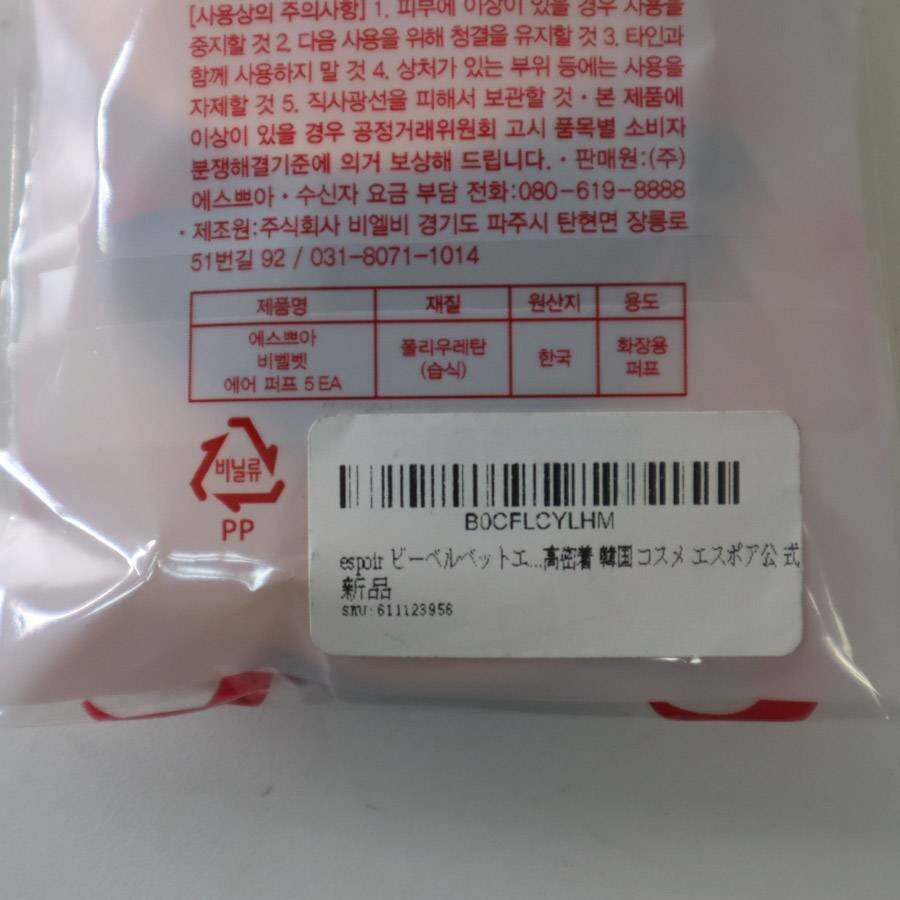 [사용상의 주의사항] 1. 피부에 이상이 있을 경우 사용을
중지할 것 2. 다음 사용을 위해 청결을 유지할 것 3. 타인과
함께 사용하지 말 것 4. 상처가 있는 부위 등에는 사용을
자제할 것 5. 직사광선을 피해서 보관할 것 • 본 제품에
이상이 있을 경우 공정거래위원회 고시 품목별 소비자
분쟁해결기준에 의거 보상해 드립니다. • 판매원:(주)
에스쁘아 • 수신자 요금 부담 전화:080-619-8888
• 제조원:주식회사 비엘비 경기도 파주시 탄현면 장릉로
51번길 92 / 031-8071-1014
제품명 재질 원산지 용도
에스쁘아 비벨벳 에어 퍼프 5 EA 폴리우레탄 (습식) 한국 화장용 퍼프
비닐류
PP
B0CFLCYLHM
espoir ビーベルベットエ...高密着 韓国 コスメ エスポア公 式
新品
SKU: 611123956